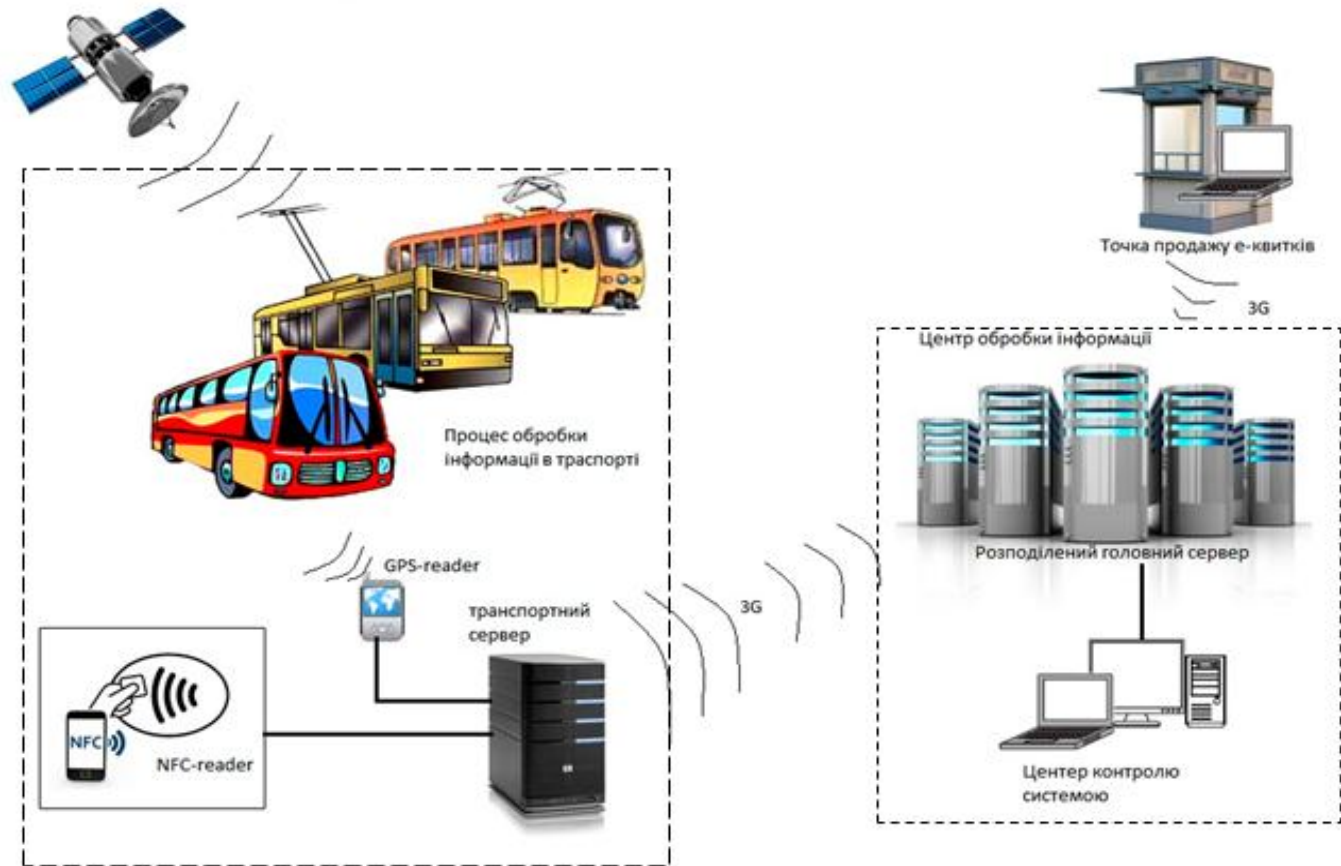 Точка продажу е-квитків
3G
Центр обробки інформації
Процес обробки
інформації в траспорті
Розподілений головний сервер
GPS-reader
3G
транспортний
сервер
NFC
NFC-reader
Центер контролю
системою